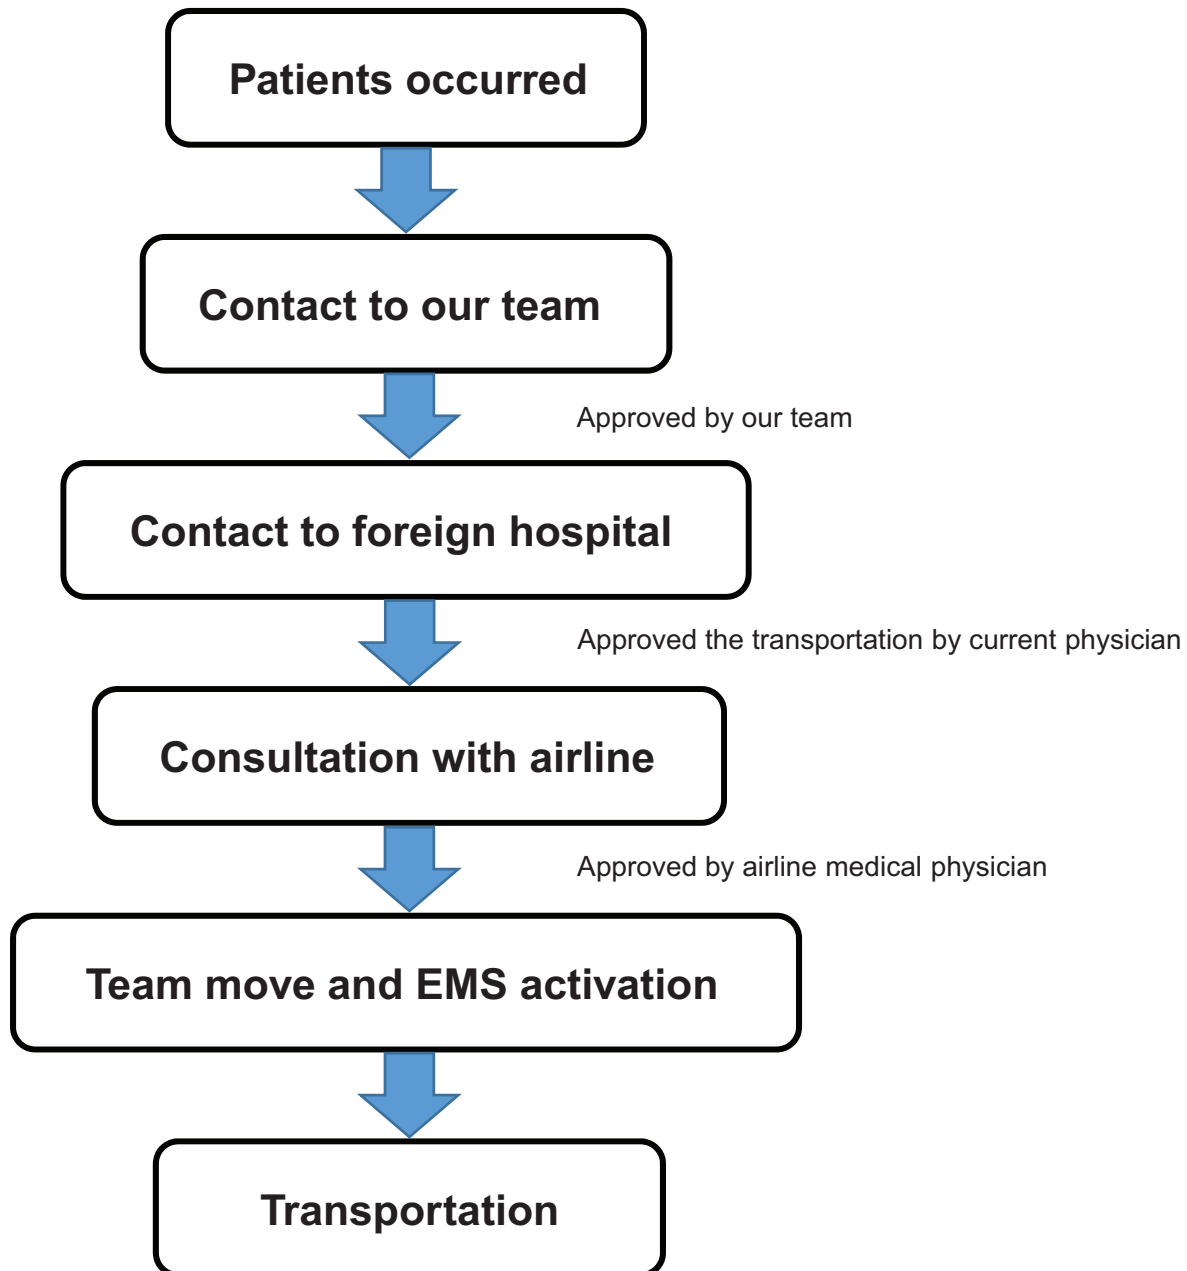 Patients occurred
Contact to our team
Approved by our team
Contact to foreign hospital
Approved the transportation by current physician
Consultation with airline
Approved by airline medical physician
Team move and EMS activation
Transportation